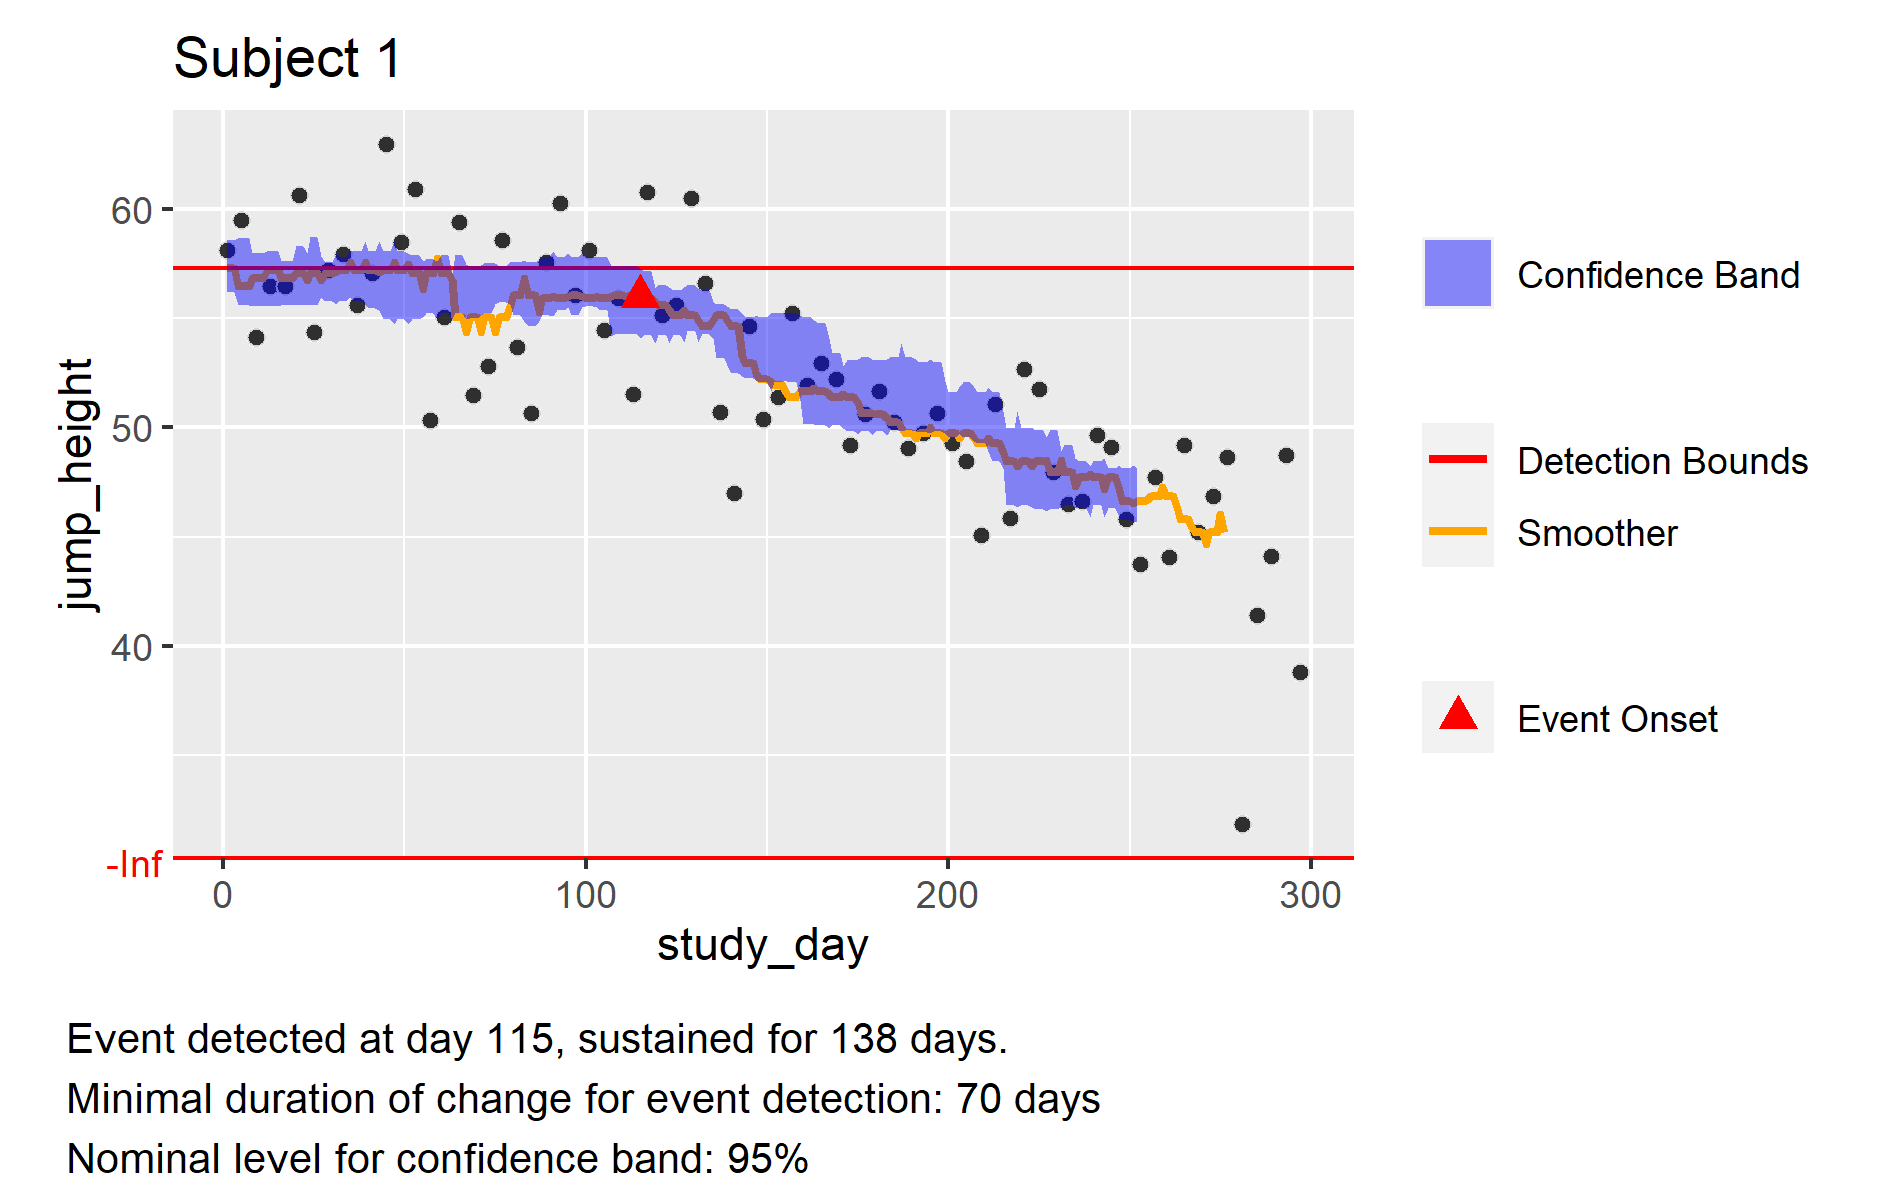 Subject 1
60
50
40
-Inf
jump_height
0 100 200 300
study_day
Confidence Band
Detection Bounds
Smoother
Event Onset
Event detected at day 115, sustained for 138 days.
Minimal duration of change for event detection: 70 days
Nominal level for confidence band: 95%